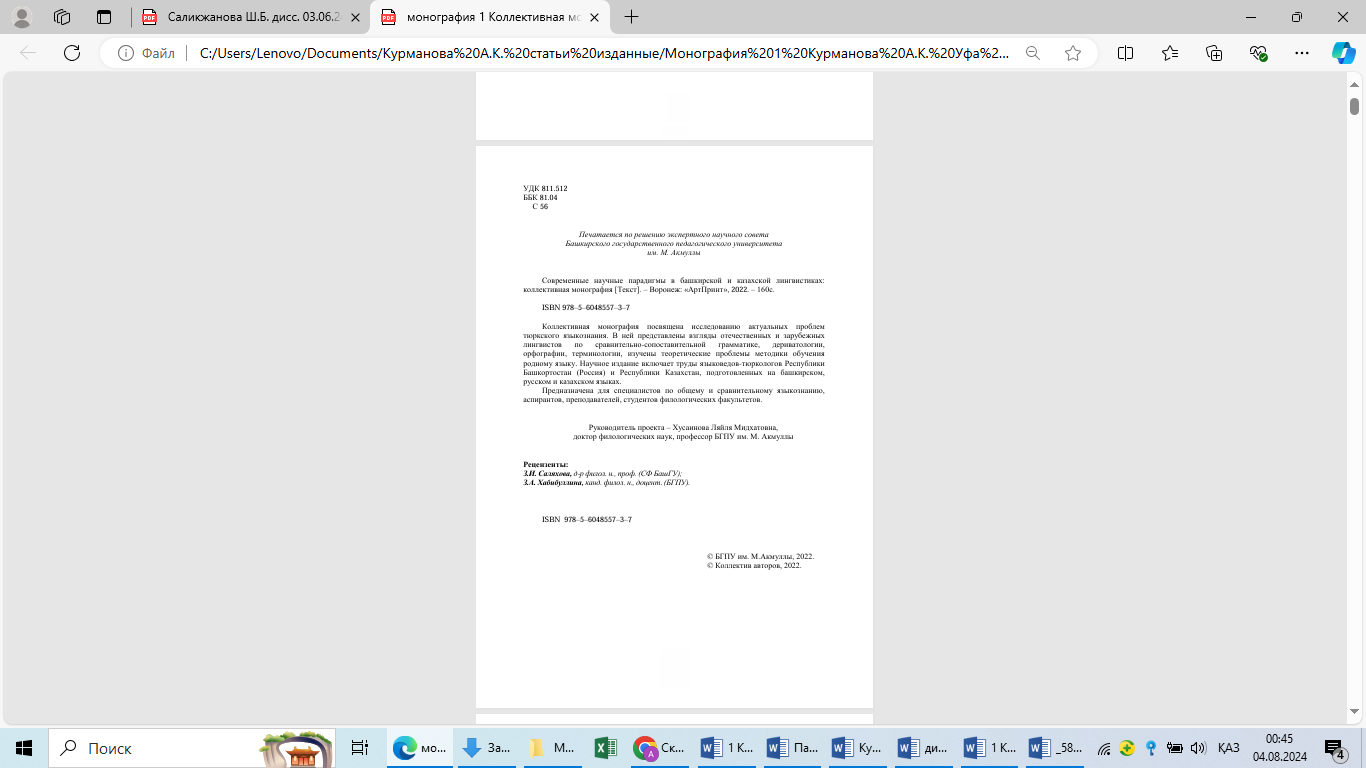 Саликжанова Ш.Б. дисс. 03.06.2
монография 1 Коллективная мо
Файл
C:/Users/Lenovo/Documents/Курманова%20А.К.%20статьи%20изданные/Монография%201%20Курманова%20А.К.%20Уфа%2...
УДК 811.512
ББК 81.04
С 56
Печатается по решению экспертного научного совета
Башкирского государственного педагогического университета
им. М. Акмуллы
Современные научные парадигмы в башкирской и казахской лингвистиках:
коллективная монография [Текст]. – Воронеж: «АртПринт», 2022. – 160с.
ISBN 978–5–6048557–3–7
Коллективная монография посвящена исследованию актуальных проблем
тюркского языкознания. В ней представлены взгляды отечественных и зарубежных
лингвистов по сравнительно-сопоставительной грамматике, дериватологии,
орфографии, терминологии, изучены теоретические проблемы методики обучения
родному языку. Научное издание включает труды языковедов-тюркологов Республики
Башкортостан (Россия) и Республики Казахстан, подготовленных на башкирском,
русском и казахском языках.
Предназначена для специалистов по общему и сравнительному языкознанию,
аспирантов, преподавателей, студентов филологических факультетов.
Руководитель проекта – Хусаинова Ляйля Мидхатовна,
доктор филологических наук, профессор БГПУ им. М. Акмуллы
Рецензенты:
З.И. Саляхова, д-р филол. н., проф. (СФ БашГУ);
З.А. Хабибуллина, канд. филол. н., доцент. (БГПУ).
ISBN 978–5–6048557–3–7
© БГПУ им. М.Акмуллы, 2022.
© Коллектив авторов, 2022.
Поиск
мо...
За...
М...
Ск...
1 К...
Па...
Ку...
ди...
1 К...
_58...
ҚАЗ
00:45
04.08.2024
4